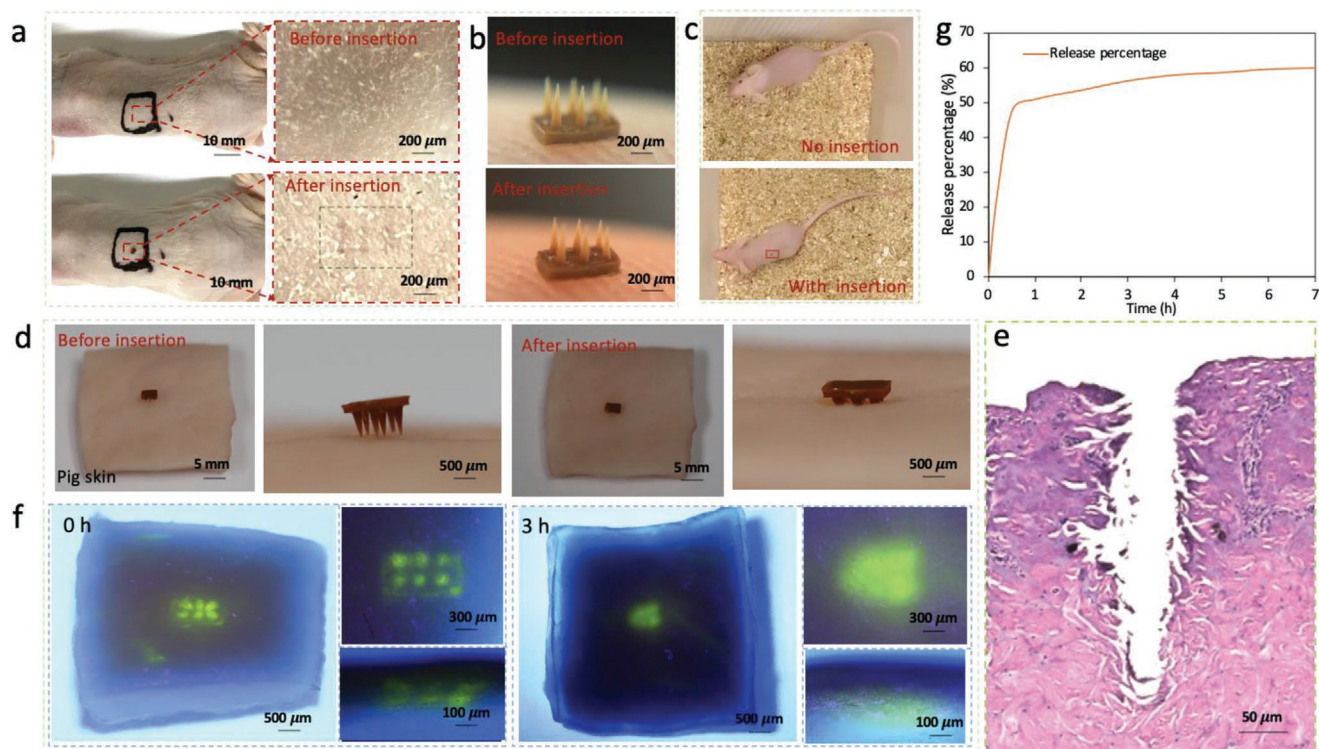 a
Before insertion
10 mm
200 μm
After insertion
10 mm
200 μm
b
Before insertion
200 μm
After insertion
200 μm
c
No insertion
With insertion
g
70
60
50
40
30
20
10
0
Release percentage (%)
Release percentage
0 1 2 3 4 5 6 7
Time (h)
d
Before insertion
Pig skin
5 mm
500 μm
After insertion
5 mm
500 μm
e
50 μm
f
0 h
500 μm
300 μm
100 μm
3 h
500 μm
300 μm
100 μm